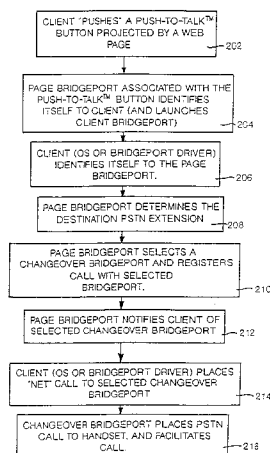 CLIENT "PUSHES" A PUSH-TO-TALK™
BUTTON PROJECTED BY A WEB
PAGE
202
PAGE BRIDGEPORT ASSOCIATED WITH THE
PUSH-TO-TALK™ BUTTON IDENTIFIES
ITSELF TO CLIENT (AND LAUNCHES
CLIENT BRIDGEPORT)
204
CLIENT (OS OR BRIDGEPORT DRIVER)
IDENTIFIES ITSELF TO THE PAGE
BRIDGEPORT.
206
PAGE BRIDGEPORT DETERMINES THE
DESTINATION PSTN EXTENSION
208
PAGE BRIDGEPORT SELECTS A
CHANGEOVER BRIDGEPORT AND REGISTERS
CALL WITH SELECTED
BRIDGEPORT.
210
PAGE BRIDGEPORT NOTIFIES CLIENT
OF SELECTED CHANGEOVER BRIDGEPORT
212
CLIENT (OS OR BRIDGEPORT DRIVER) PLACES
"NET" CALL TO SELECTED CHANGEOVER
BRIDGEPORT
214
CHANGEOVER BRIDGEPORT PLACES PSTN
CALL TO HANDSET, AND FACILITATES
CALL.
216